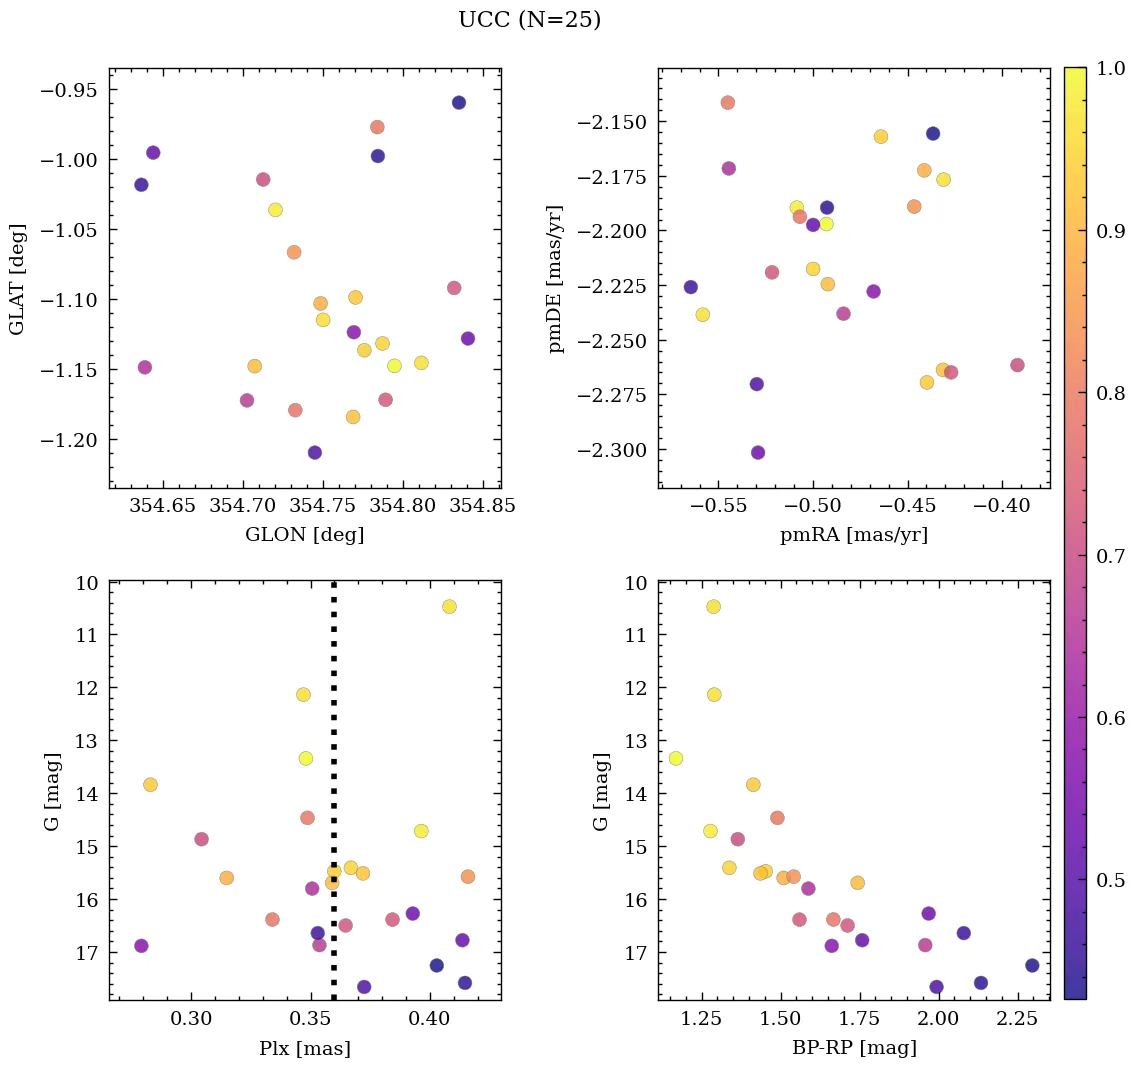 UCC (N=25)
−0.95
−1.00
−1.05
−1.10
−1.15
−1.20
GLAT [deg]
354.65 354.70 354.75 354.80 354.85
GLON [deg]
−2.150
−2.175
−2.200
−2.225
−2.250
−2.275
−2.300
pmDE [mas/yr]
−0.55 −0.50 −0.45 −0.40
pmRA [mas/yr]
1.0
0.9
0.8
0.7
0.6
0.5
10
11
12
13
14
15
16
17
G [mag]
0.30 0.35 0.40
Plx [mas]
10
11
12
13
14
15
16
17
G [mag]
1.25 1.50 1.75 2.00 2.25
BP-RP [mag]